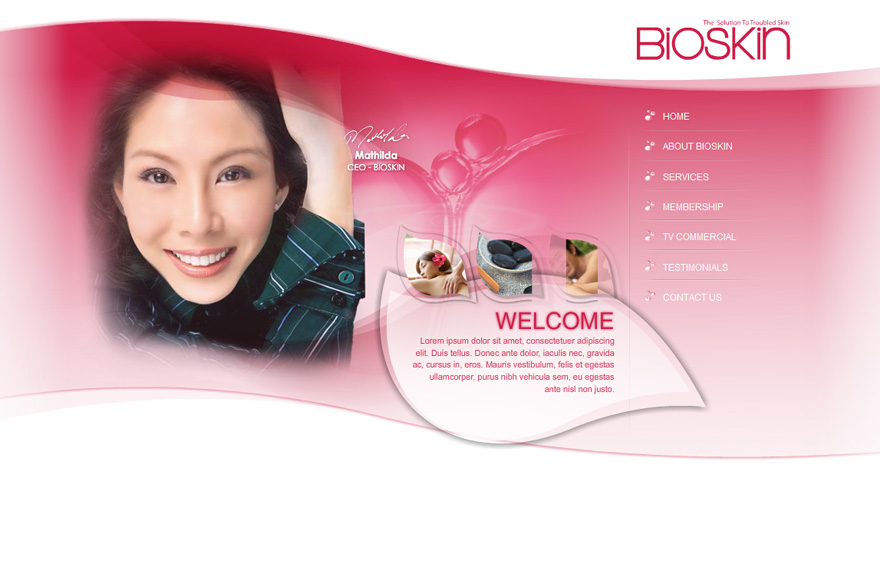 The Solution To Troubled Skin
BIOSKIN
Mathilda
Mathilda
CEO - BIOSKIN
HOME
ABOUT BIOSKIN
SERVICES
MEMBERSHIP
TV COMMERCIAL
TESTIMONIALS
CONTACT US
WELCOME
Lorem ipsum dolor sit amet, consectetuer adipiscing
elit. Duis tellus. Donec ante dolor, iaculis nec, gravida
ac, cursus in, eros. Mauris vestibulum, felis et egestas
ullamcorper, purus nibh vehicula sem, eu egestas
ante nisl non justo.